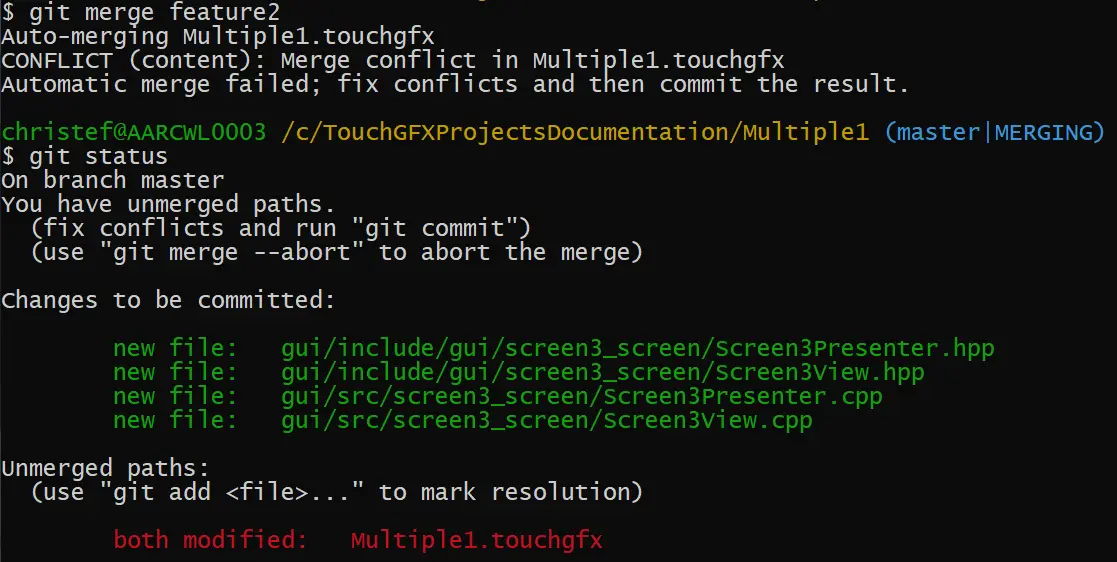 $ git merge feature2
Auto-merging Multiple1.touchgfx
CONFLICT (content): Merge conflict in Multiple1.touchgfx
Automatic merge failed; fix conflicts and then commit the result.
christef@AARCWL0003 /c/TouchGFXProjectsDocumentation/Multiple1 (master|MERGING)
$ git status
On branch master
You have unmerged paths.
  (fix conflicts and run "git commit")
  (use "git merge --abort" to abort the merge)
Changes to be committed:
        new file:   gui/include/gui/screen3_screen/Screen3Presenter.hpp
        new file:   gui/include/gui/screen3_screen/Screen3View.hpp
        new file:   gui/src/screen3_screen/Screen3Presenter.cpp
        new file:   gui/src/screen3_screen/Screen3View.cpp
Unmerged paths:
  (use "git add <file>..." to mark resolution)
        both modified:   Multiple1.touchgfx